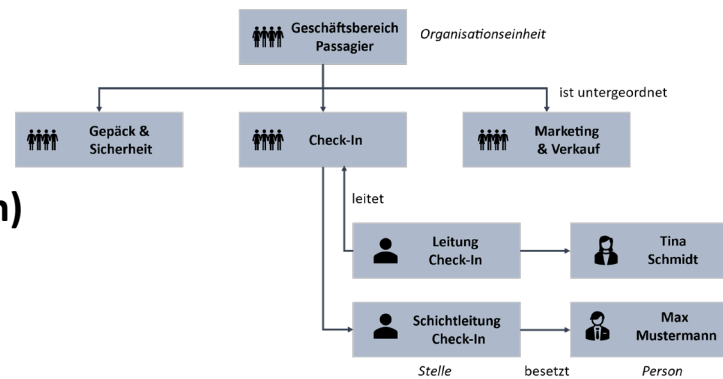 Geschäftsbereich
Passagier
Organisationseinheit
ist untergeordnet
Gepäck &
Sicherheit
Check-In
Marketing
& Verkauf
n)
leitet
Leitung
Check-In
Tina
Schmidt
Schichtleitung
Check-In
Max
Mustermann
Stelle
besetzt
Person